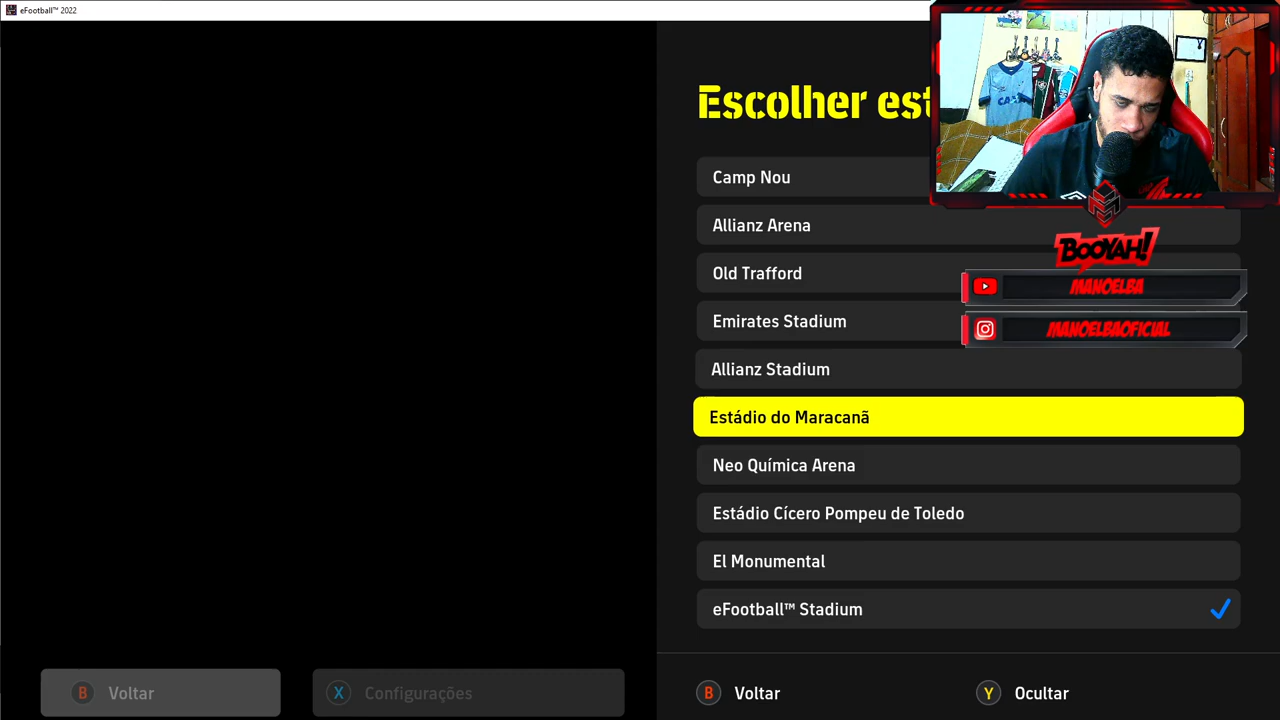 eFootball™ 2022
Escolher est
Camp Nou
Allianz Arena
Old Trafford
Emirates Stadium
Allianz Stadium
Estádio do Maracanã
Neo Química Arena
Estádio Cícero Pompeu de Toledo
El Monumental
eFootball™ Stadium
BOOYAH!
MANOELBA
MANOELBAOFICIAL
B Voltar
X Configurações
B Voltar
Y Ocultar